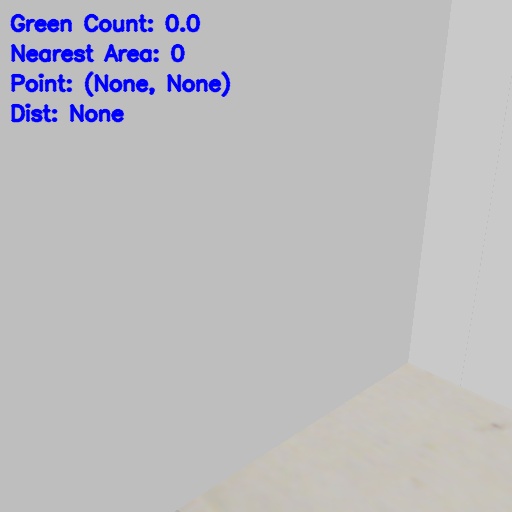 Green Count: 0.0
Nearest Area: 0
Point: (None, None)
Dist: None